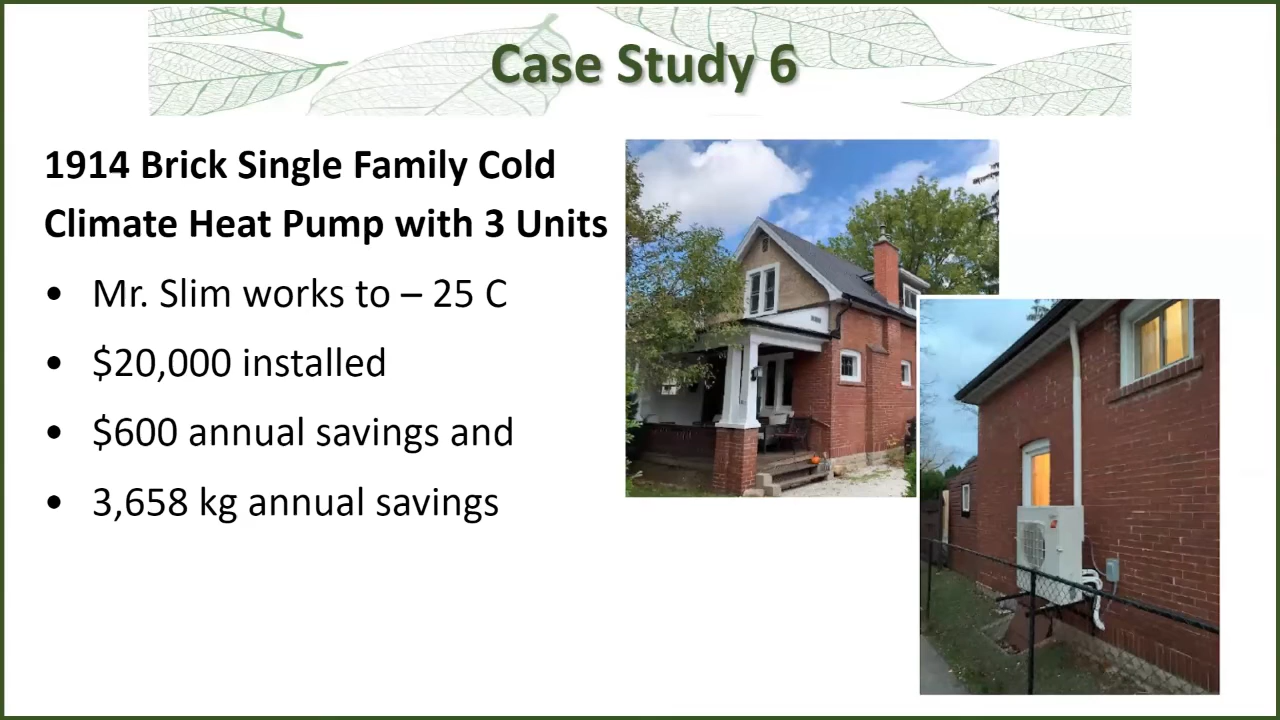 Case Study 6
1914 Brick Single Family Cold
Climate Heat Pump with 3 Units
• Mr. Slim works to – 25 C
• $20,000 installed
• $600 annual savings and
• 3,658 kg annual savings